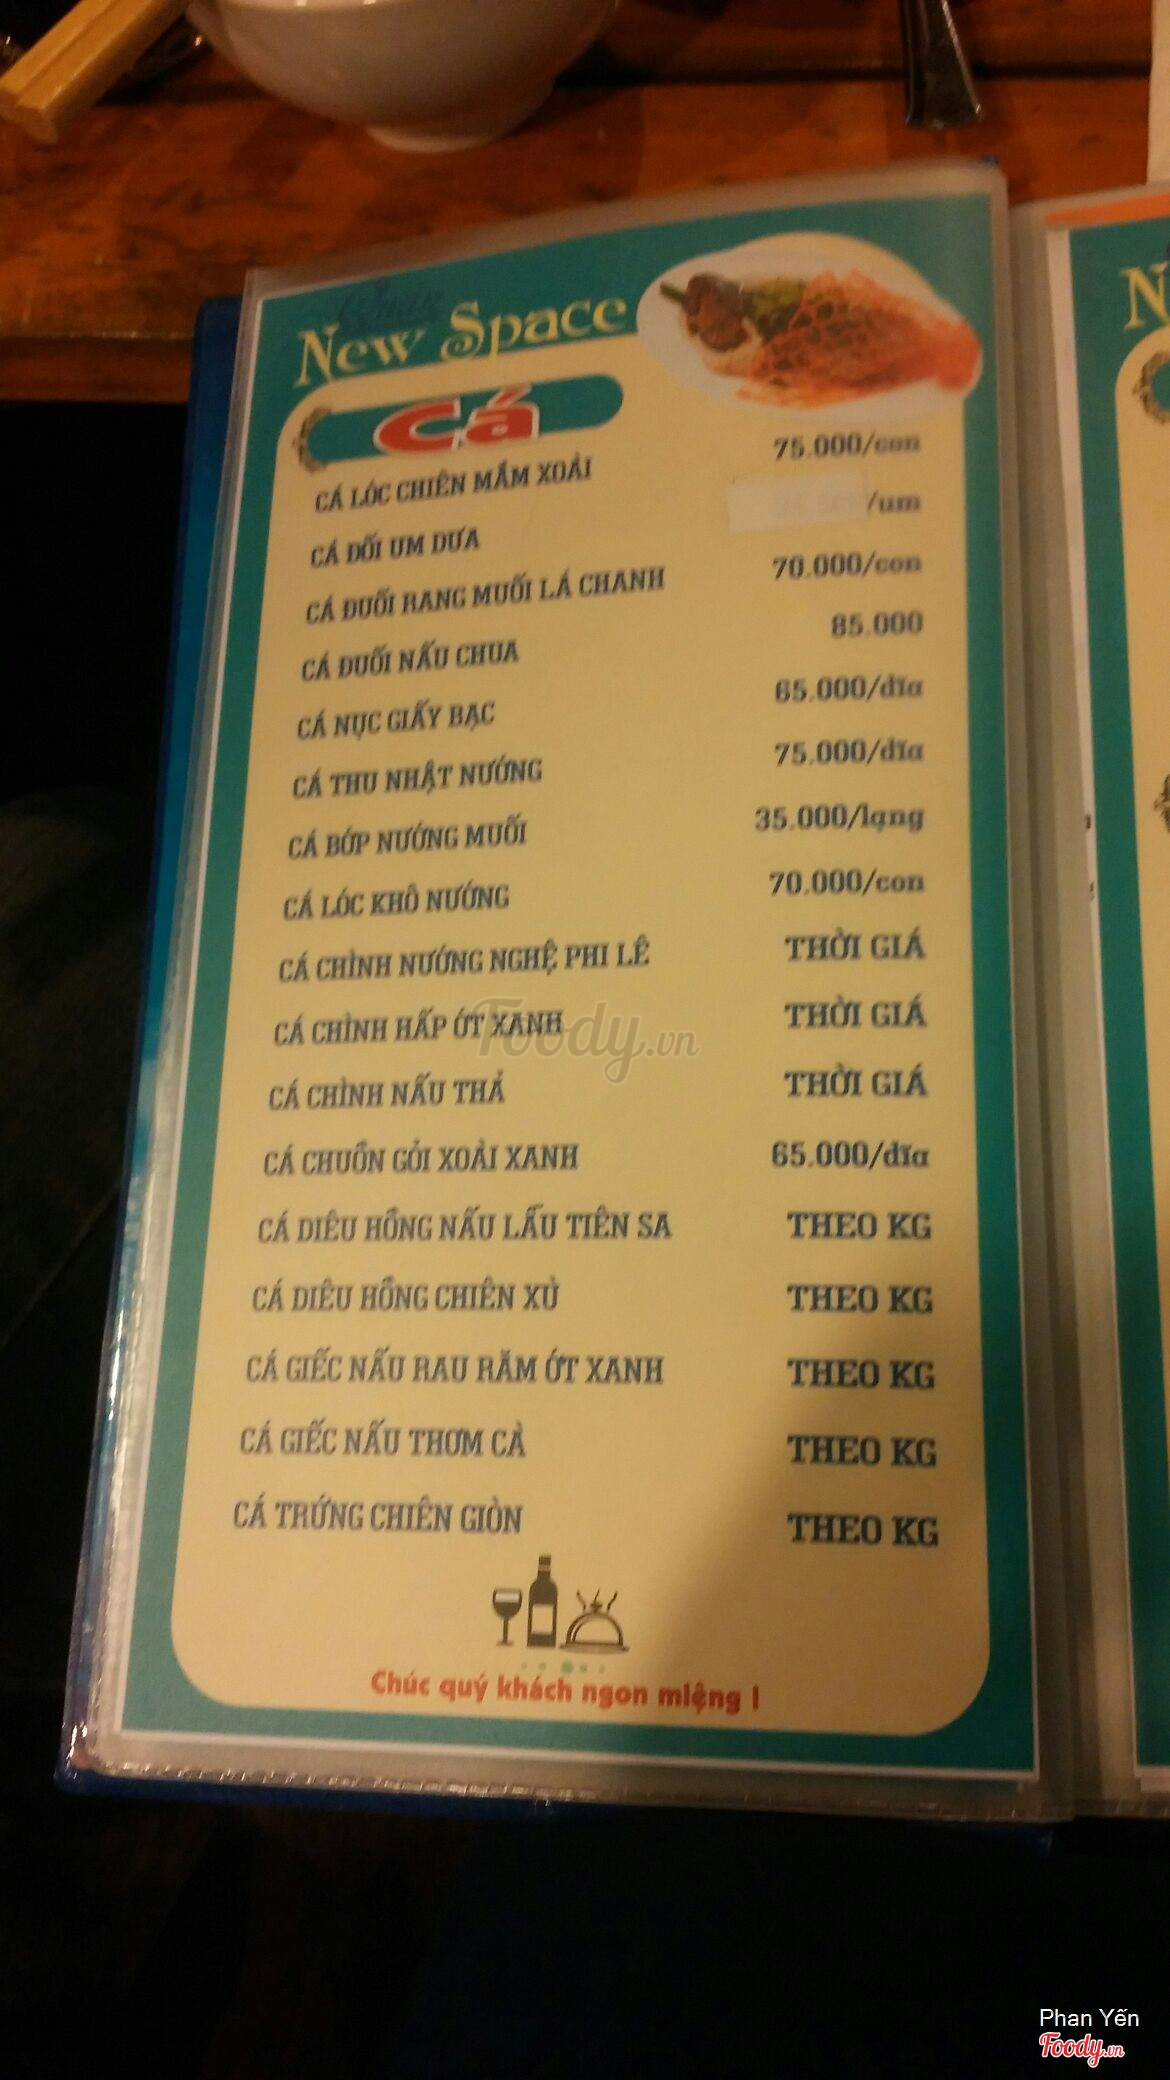 New Space
Cá
CÁ LÓC CHIÊN MẮM XOÀI 75.000/con
CÁ ĐỐI UM DƯA /um
CÁ ĐUỐI RANG MUỐI LÁ CHANH 70.000/con
CÁ ĐUỐI NẤU CHUA 85.000
CÁ NỤC GIẤY BẠC 65.000/dĩa
CÁ THU NHẬT NƯỚNG 75.000/dĩa
CÁ BỚP NƯỚNG MUỐI 35.000/lạng
CÁ LÓC KHÔ NƯỚNG 70.000/con
CÁ CHÌNH NƯỚNG NGHỆ PHI LÊ THỜI GIÁ
CÁ CHÌNH HẤP ỚT XANH THỜI GIÁ
CÁ CHÌNH NẤU THẢ THỜI GIÁ
CÁ CHUỒN GỎI XOÀI XANH 65.000/dĩa
CÁ DIÊU HỒNG NẤU LẨU TIÊN SA THEO KG
CÁ DIÊU HỒNG CHIÊN XÙ THEO KG
CÁ GIẾC NẤU RAU RĂM ỚT XANH THEO KG
CÁ GIẾC NẤU THƠM CÀ THEO KG
CÁ TRỨNG CHIÊN GIÒN THEO KG
Chúc quý khách ngon miệng !
Foody.vn
N
Phan Yến
Foody.vn